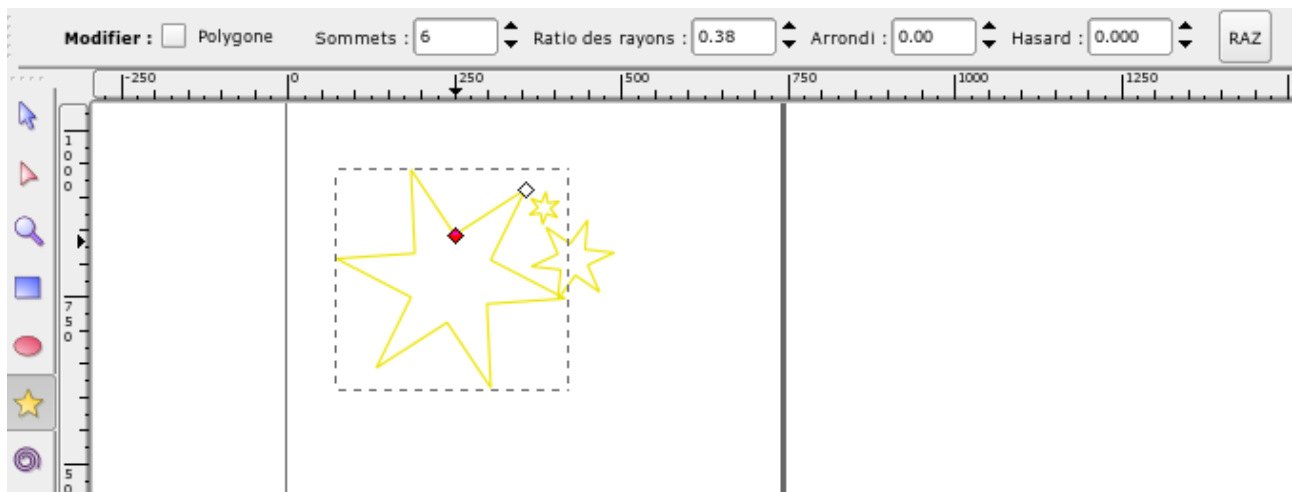 Modifier : Polygone Sommets : 6 Ratio des rayons : 0.38 Arrondi : 0.00 Hasard : 0.000 RAZ
-250 0 250 500 750 1000 1250
1000
750
50